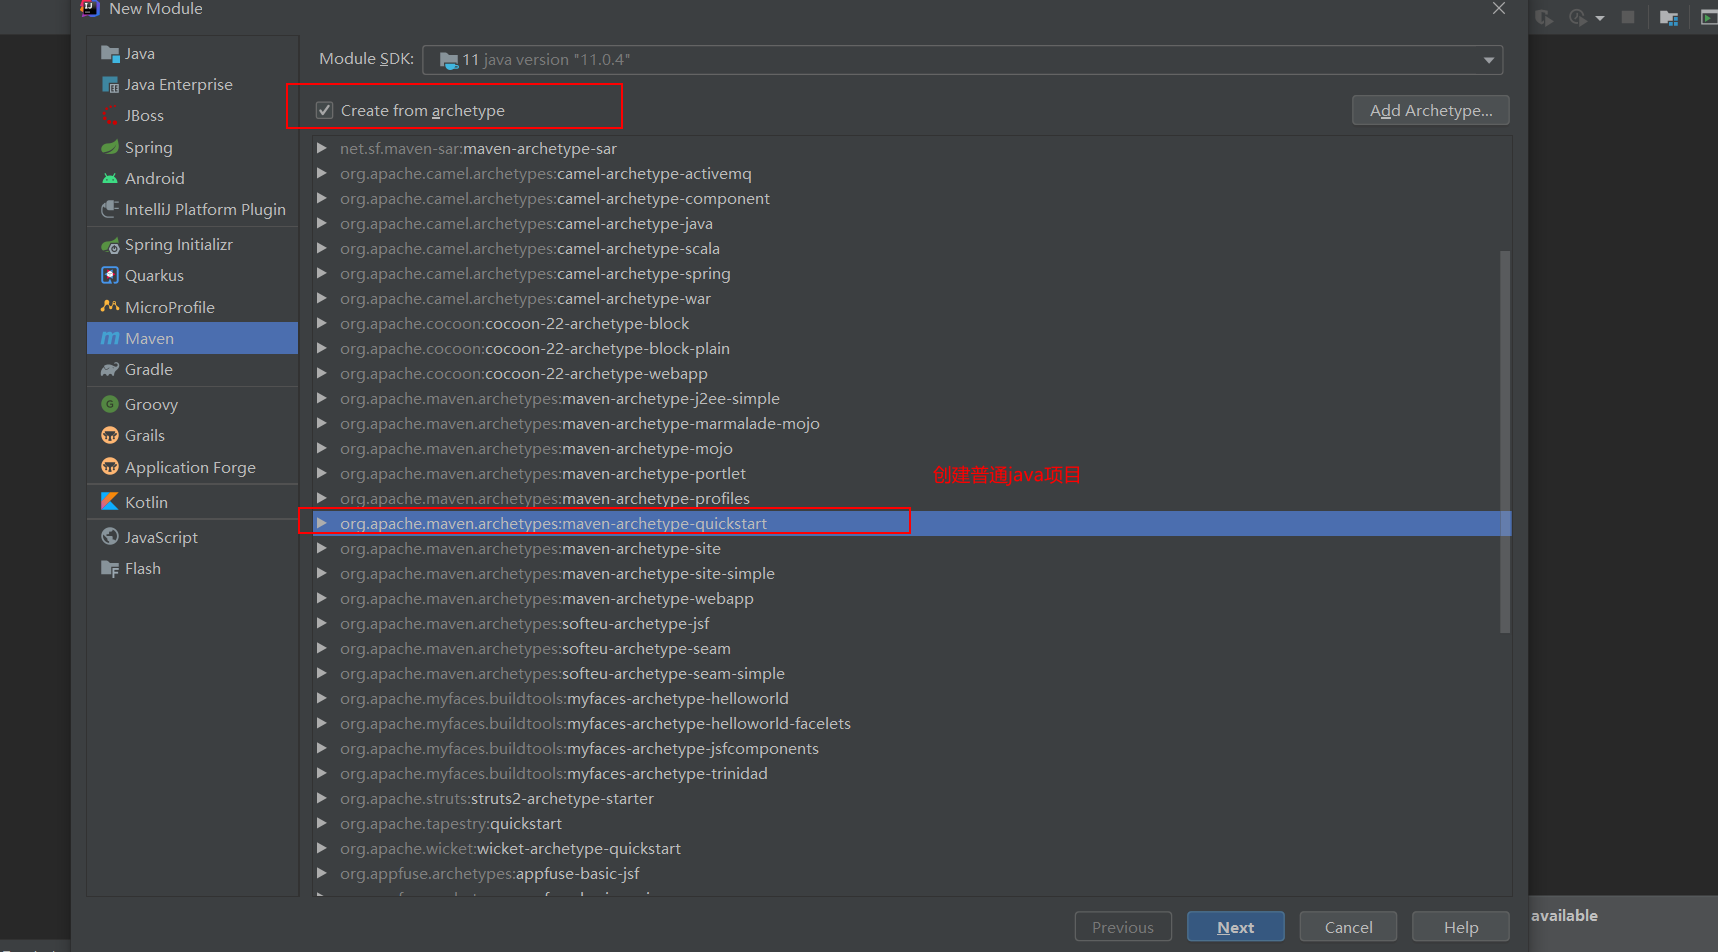 New Module
Java
Java Enterprise
JBoss
Spring
Android
IntelliJ Platform Plugin
Spring Initializr
Quarkus
MicroProfile
Maven
Gradle
Groovy
Grails
Application Forge
Kotlin
JavaScript
Flash
Module SDK: 11 java version "11.0.4"
Create from archetype
Add Archetype...
net.sf.maven-sar:maven-archetype-sar
org.apache.camel.archetypes:camel-archetype-activemq
org.apache.camel.archetypes:camel-archetype-component
org.apache.camel.archetypes:camel-archetype-java
org.apache.camel.archetypes:camel-archetype-scala
org.apache.camel.archetypes:camel-archetype-spring
org.apache.camel.archetypes:camel-archetype-war
org.apache.cocoon:cocoon-22-archetype-block
org.apache.cocoon:cocoon-22-archetype-block-plain
org.apache.cocoon:cocoon-22-archetype-webapp
org.apache.maven.archetypes:maven-archetype-j2ee-simple
org.apache.maven.archetypes:maven-archetype-marmalade-mojo
org.apache.maven.archetypes:maven-archetype-mojo
org.apache.maven.archetypes:maven-archetype-portlet
创建普通java项目
org.apache.maven.archetypes:maven-archetype-profiles
org.apache.maven.archetypes:maven-archetype-quickstart
org.apache.maven.archetypes:maven-archetype-site
org.apache.maven.archetypes:maven-archetype-site-simple
org.apache.maven.archetypes:maven-archetype-webapp
org.apache.maven.archetypes:softeu-archetype-jsf
org.apache.maven.archetypes:softeu-archetype-seam
org.apache.maven.archetypes:softeu-archetype-seam-simple
org.apache.myfaces.buildtools:myfaces-archetype-helloworld
org.apache.myfaces.buildtools:myfaces-archetype-helloworld-facelets
org.apache.myfaces.buildtools:myfaces-archetype-jsfcomponents
org.apache.myfaces.buildtools:myfaces-archetype-trinidad
org.apache.struts:struts2-archetype-starter
org.apache.tapestry:quickstart
org.apache.wicket:wicket-archetype-quickstart
org.appfuse.archetypes:appfuse-basic-jsf
Previous
Next
Cancel
Help
available